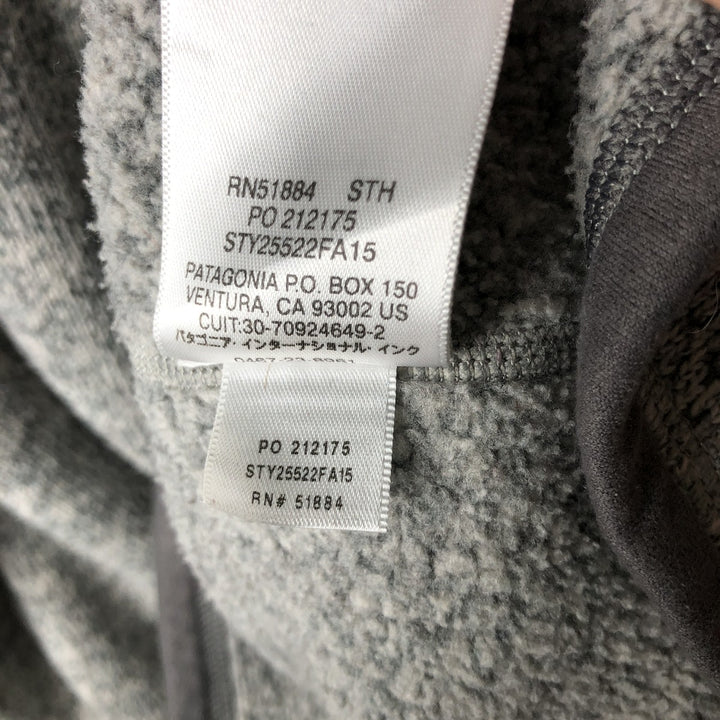 RN51884 STH
PO 212175
STY25522FA15
PATAGONIA P.O. BOX 150
VENTURA, CA 93002 US
CUIT:30-70924649-2
パタゴニア・インターナショナル・インク
PO 212175
STY25522FA15
RN# 51884